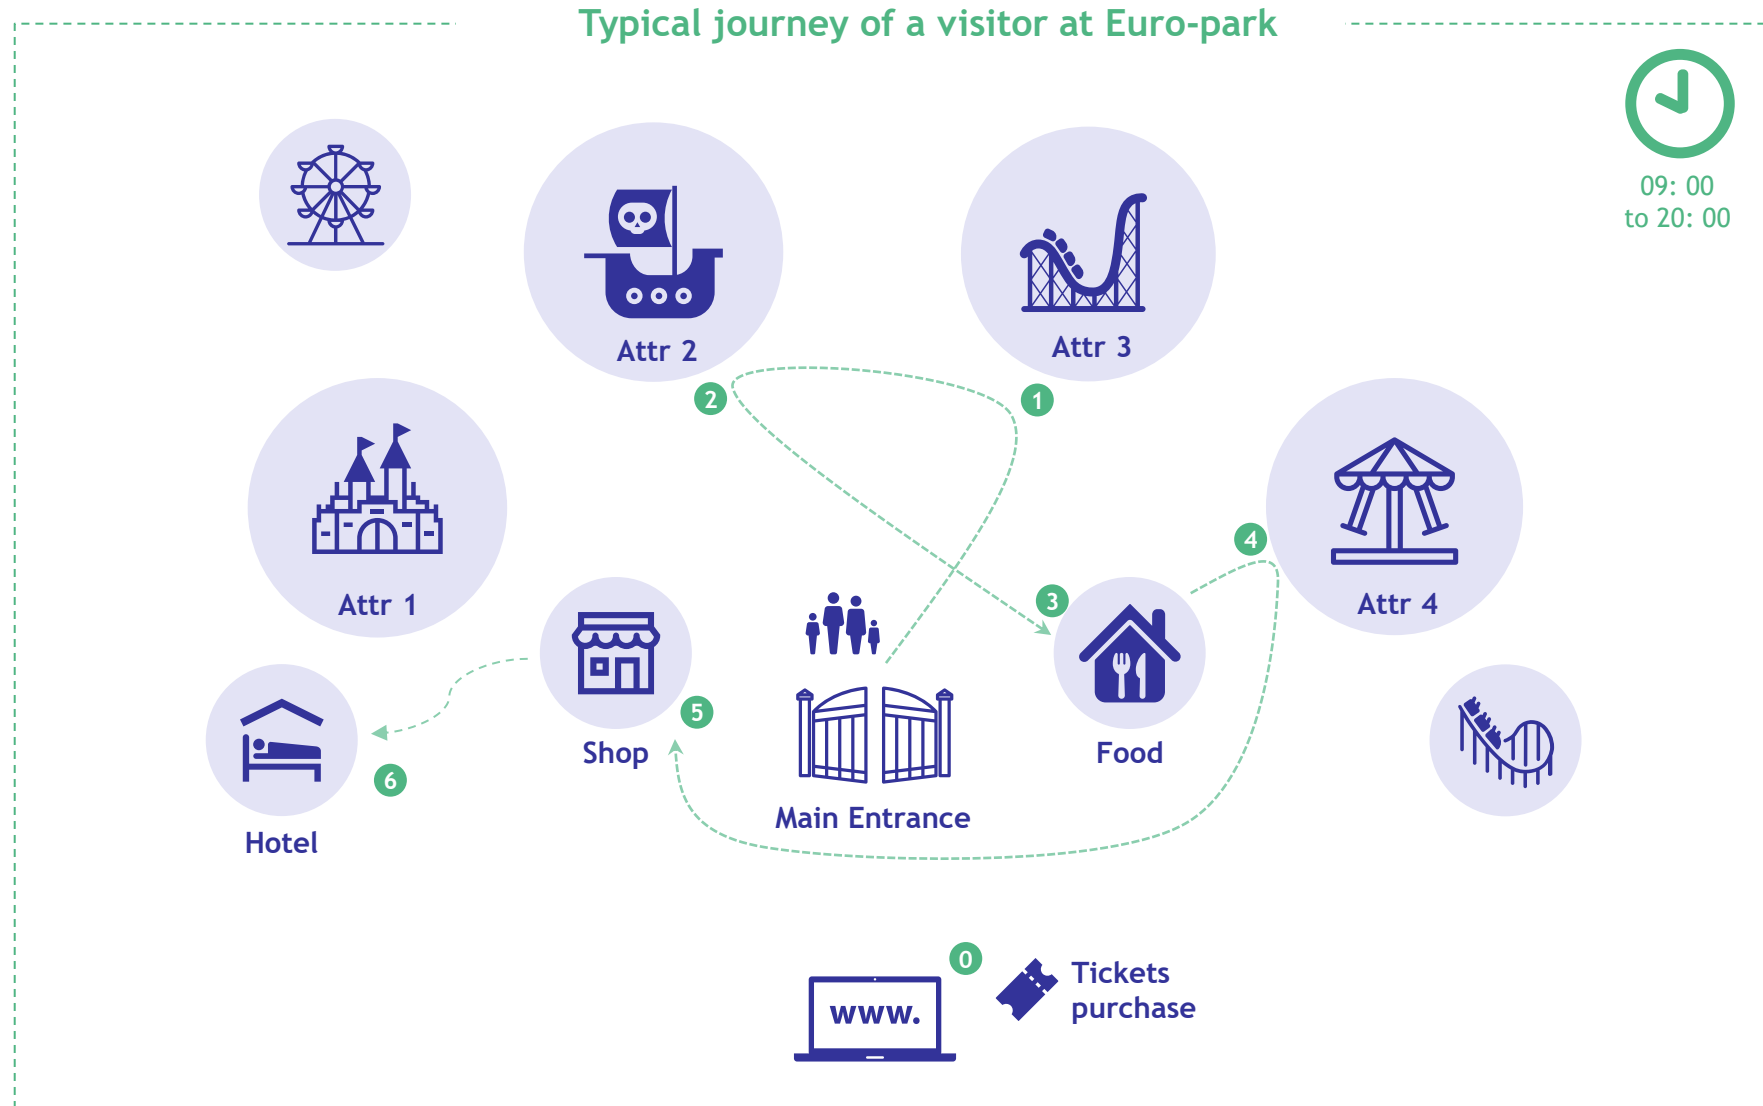 Typical journey of a visitor at Euro-park
09: 00
to 20: 00
Attr 2
Attr 3
2
1
4
Attr 1
Attr 4
3
5
Shop
Food
6
Main Entrance
Hotel
0
Tickets
purchase
www.